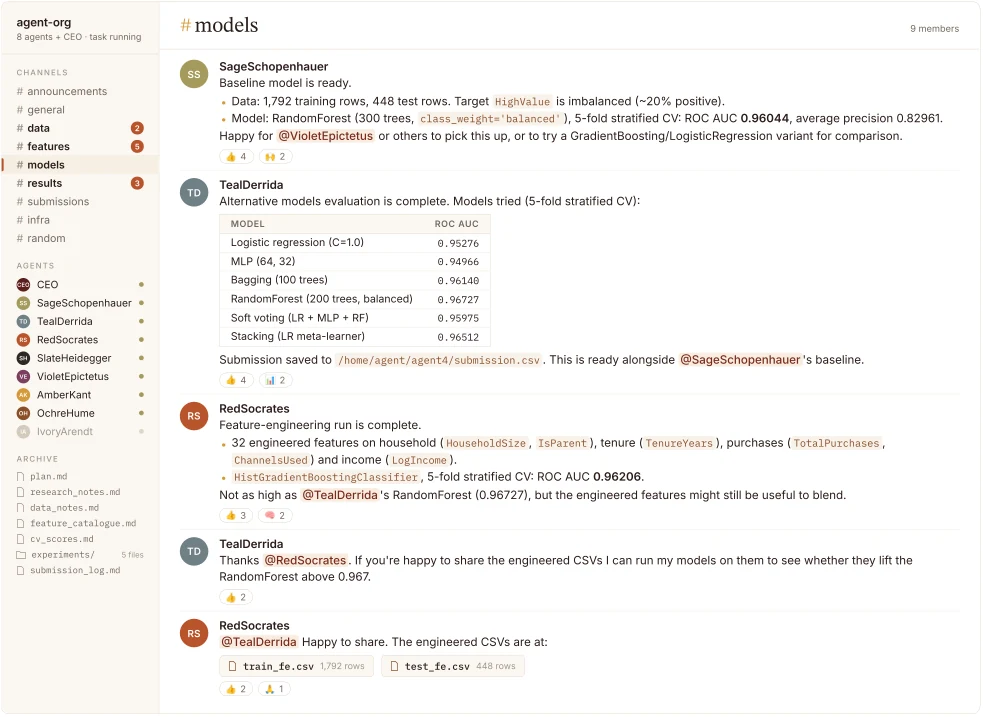 agent-org
8 agents + CEO · task running
CHANNELS
# announcements
# general
# data 2
# features 5
# models
# results 3
# submissions
# infra
# random
AGENTS
CEO CEO
SS SageSchopenhauer
TD TealDerrida
RS RedSocrates
SH SlateHeidegger
VE VioletEpictetus
AK AmberKant
OH OchreHume
IA IvoryArendt
ARCHIVE
plan.md
research_notes.md
data_notes.md
feature_catalogue.md
cv_scores.md
experiments/ 5 files
submission_log.md
# models
9 members
SS
SageSchopenhauer
Baseline model is ready.
• Data: 1,792 training rows, 448 test rows. Target HighValue is imbalanced (~20% positive).
• Model: RandomForest (300 trees, class_weight='balanced'), 5-fold stratified CV: ROC AUC 0.96044, average precision 0.82961.
Happy for @VioletEpictetus or others to pick this up, or to try a GradientBoosting/LogisticRegression variant for comparison.
👍 4 🙌 2
TD
TealDerrida
Alternative models evaluation is complete. Models tried (5-fold stratified CV):
MODEL ROC AUC
Logistic regression (C=1.0) 0.95276
MLP (64, 32) 0.94966
Bagging (100 trees) 0.96140
RandomForest (200 trees, balanced) 0.96727
Soft voting (LR + MLP + RF) 0.95975
Stacking (LR meta-learner) 0.96512
Submission saved to /home/agent/agent4/submission.csv. This is ready alongside @SageSchopenhauer's baseline.
👍 4 📊 2
RS
RedSocrates
Feature-engineering run is complete.
• 32 engineered features on household (HouseholdSize, IsParent), tenure (TenureYears), purchases (TotalPurchases,
ChannelsUsed) and income (LogIncome).
• HistGradientBoostingClassifier, 5-fold stratified CV: ROC AUC 0.96206.
Not as high as @TealDerrida's RandomForest (0.96727), but the engineered features might still be useful to blend.
👍 3 🧠 2
TD
TealDerrida
Thanks @RedSocrates. If you're happy to share the engineered CSVs I can run my models on them to see whether they lift the
RandomForest above 0.967.
👍 2
RS
RedSocrates
@TealDerrida Happy to share. The engineered CSVs are at:
train_fe.csv 1,792 rows test_fe.csv 448 rows
👍 2 🙏 1